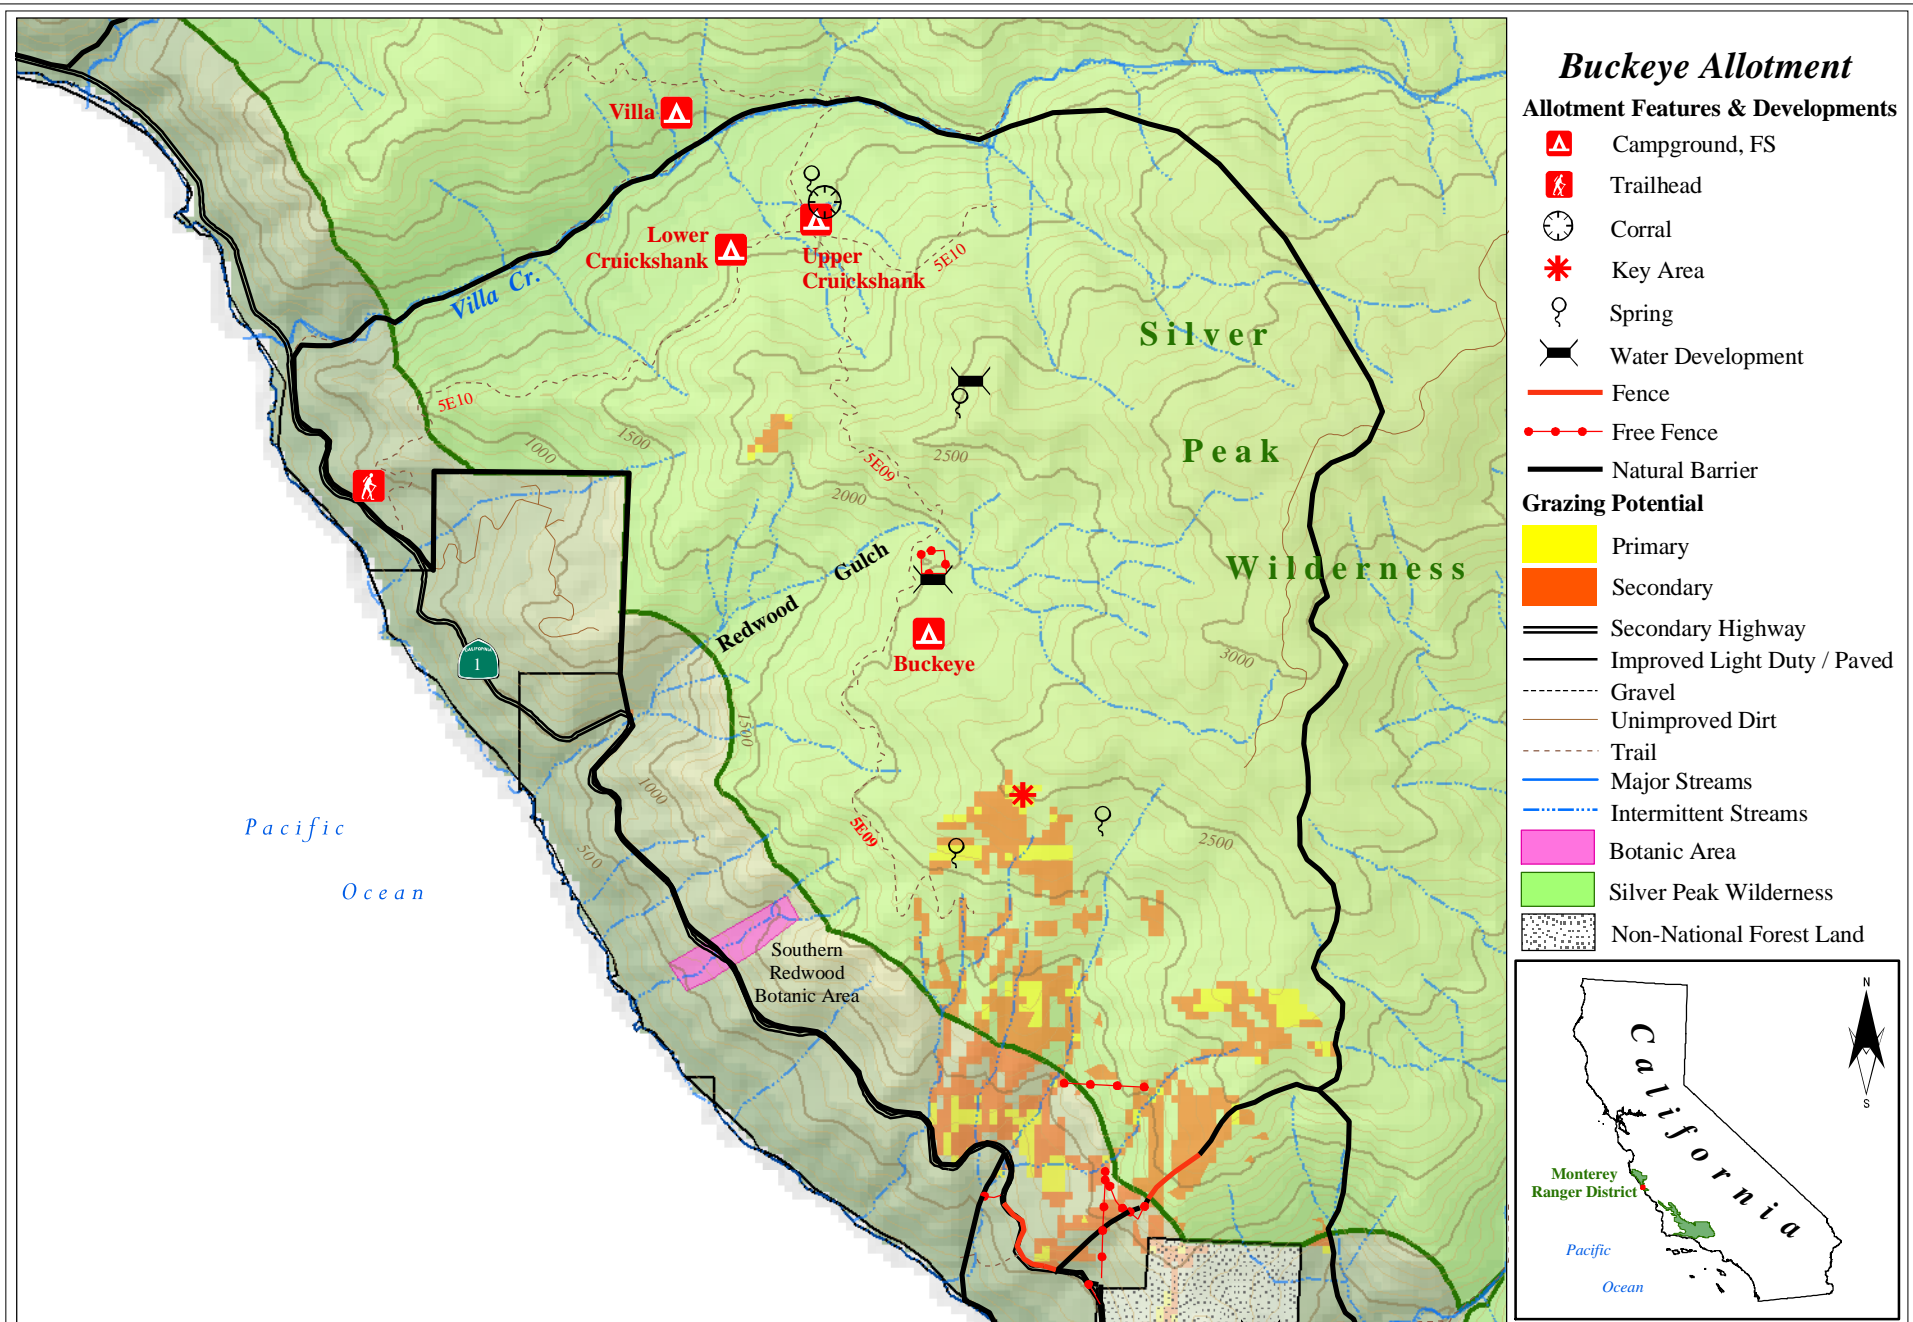 Buckeye Allotment
Allotment Features & Developments
Campground, FS
Trailhead
Corral
Key Area
Spring
Water Development
Fence
Free Fence
Natural Barrier
Grazing Potential
Primary
Secondary
Secondary Highway
Improved Light Duty / Paved
Gravel
Unimproved Dirt
Trail
Major Streams
Intermittent Streams
Botanic Area
Silver Peak Wilderness
Non-National Forest Land
Villa
Lower
Cruickshank
Upper
Cruickshank
5E10
Villa Cr.
5E10
Silver
Peak
Wilderness
1000
1500
2000
2500
5E09
Redwood Gulch
Buckeye
3000
CALIFORNIA
1
1500
1000
500
5E09
2500
Pacific
Ocean
Southern
Redwood
Botanic Area
N
S
California
Monterey
Ranger District
Pacific
Ocean